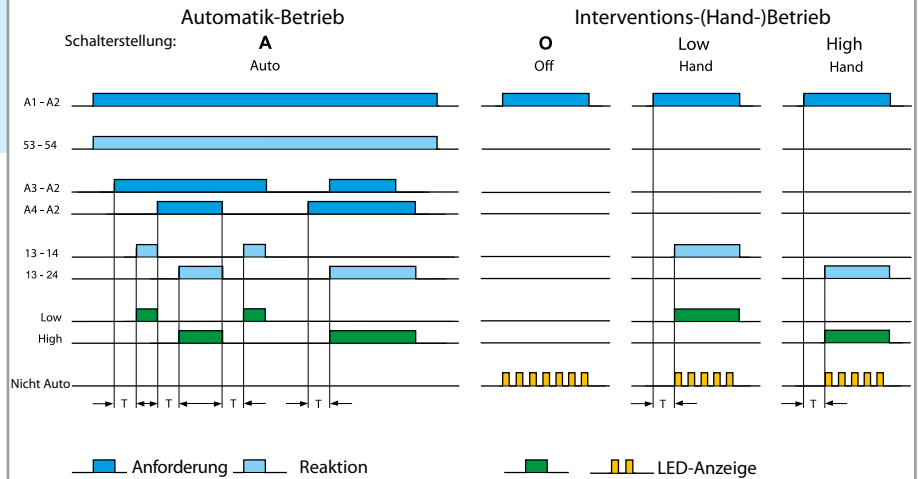 Automatik-Betrieb Interventions-(Hand-)Betrieb
Schalterstellung: A O Low High
Auto Off Hand Hand
A1 – A2
53 – 54
A3 – A2
A4 – A2
13 – 14
13 – 24
Low
High
Nicht Auto
T T T T T T
Anforderung Reaktion LED-Anzeige